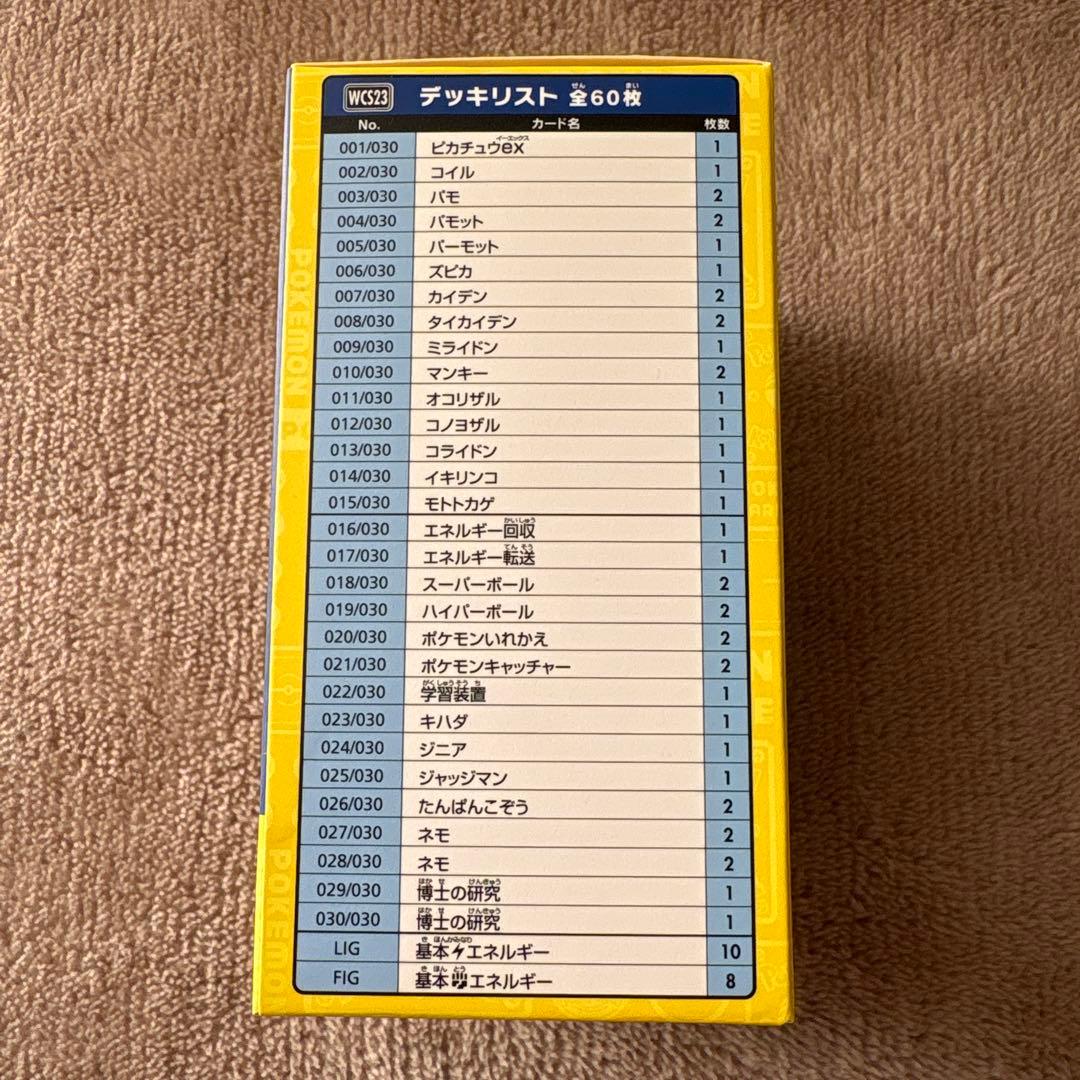 WCS23 デッキリスト 全60枚
No. カード名 枚数
001/030 ピカチュウex 1
002/030 コイル 1
003/030 パモ 2
004/030 パモット 2
005/030 パーモット 1
006/030 ズピカ 1
007/030 カイデン 2
008/030 タイカイデン 2
009/030 ミライドン 1
010/030 マンキー 2
011/030 オコリザル 1
012/030 コノヨザル 1
013/030 コライドン 1
014/030 イキリンコ 1
015/030 モトトカゲ 1
016/030 エネルギー回収 1
017/030 エネルギー転送 1
018/030 スーパーボール 2
019/030 ハイパーボール 2
020/030 ポケモンいれかえ 2
021/030 ポケモンキャッチャー 2
022/030 学習装置 1
023/030 キハダ 1
024/030 ジニア 1
025/030 ジャッジマン 1
026/030 たんぱんこぞう 2
027/030 ネモ 2
028/030 ネモ 2
029/030 博士の研究 1
030/030 博士の研究 1
LIG 基本エネルギー 10
FIG 基本エネルギー 8
POKÉMON
POKÉMON